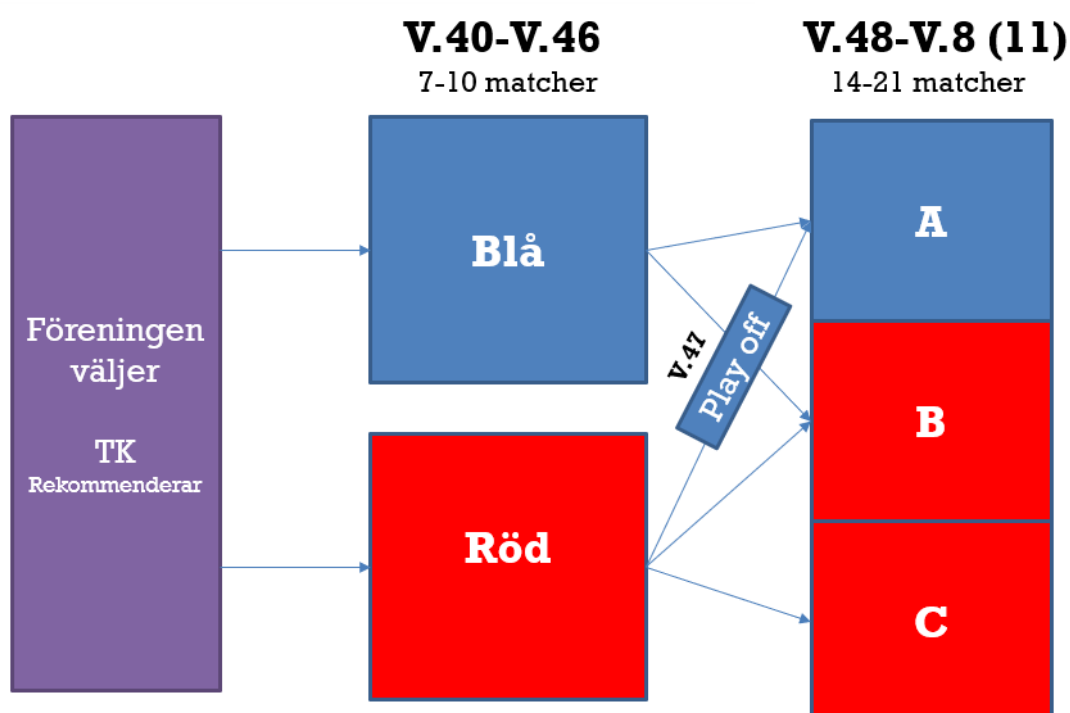 V.40-V.46
7-10 matcher
V.48-V.8 (11)
14-21 matcher
Föreningen
väljer
TK
Rekommenderar
Blå
Röd
V.47
Play off
A
B
C